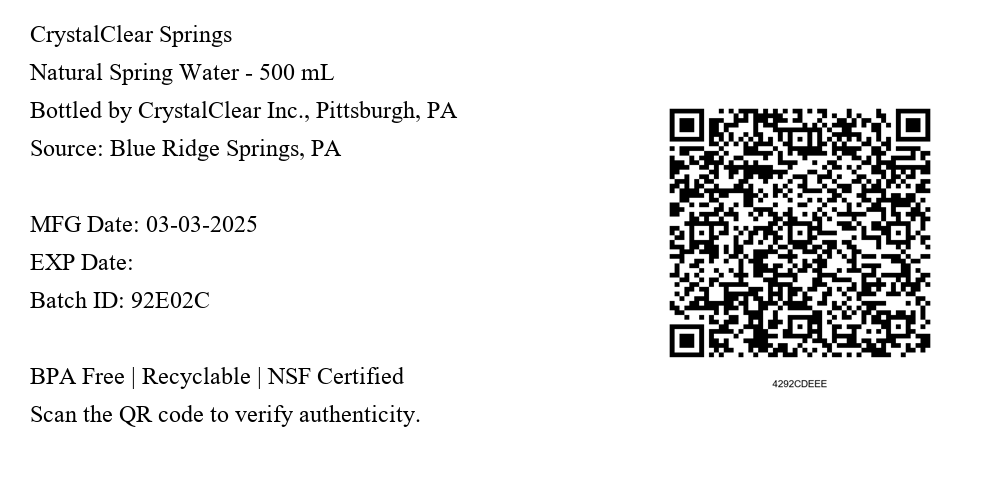 CrystalClear Springs
Natural Spring Water - 500 mL
Bottled by CrystalClear Inc., Pittsburgh, PA
Source: Blue Ridge Springs, PA
MFG Date: 03-03-2025
EXP Date:
Batch ID: 92E02C
BPA Free | Recyclable | NSF Certified
Scan the QR code to verify authenticity.
4292CDEEE